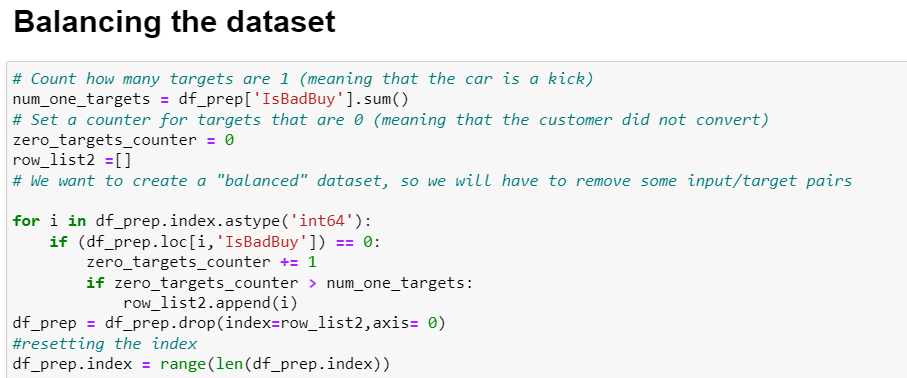 Balancing the dataset
# Count how many targets are 1 (meaning that the car is a kick)
num_one_targets = df_prep['IsBadBuy'].sum()
# Set a counter for targets that are 0 (meaning that the customer did not convert)
zero_targets_counter = 0
row_list2 =[]
# We want to create a "balanced" dataset, so we will have to remove some input/target pairs
for i in df_prep.index.astype('int64'):
    if (df_prep.loc[i,'IsBadBuy']) == 0:
        zero_targets_counter += 1
        if zero_targets_counter > num_one_targets:
            row_list2.append(i)
df_prep = df_prep.drop(index=row_list2,axis= 0)
#resetting the index
df_prep.index = range(len(df_prep.index))